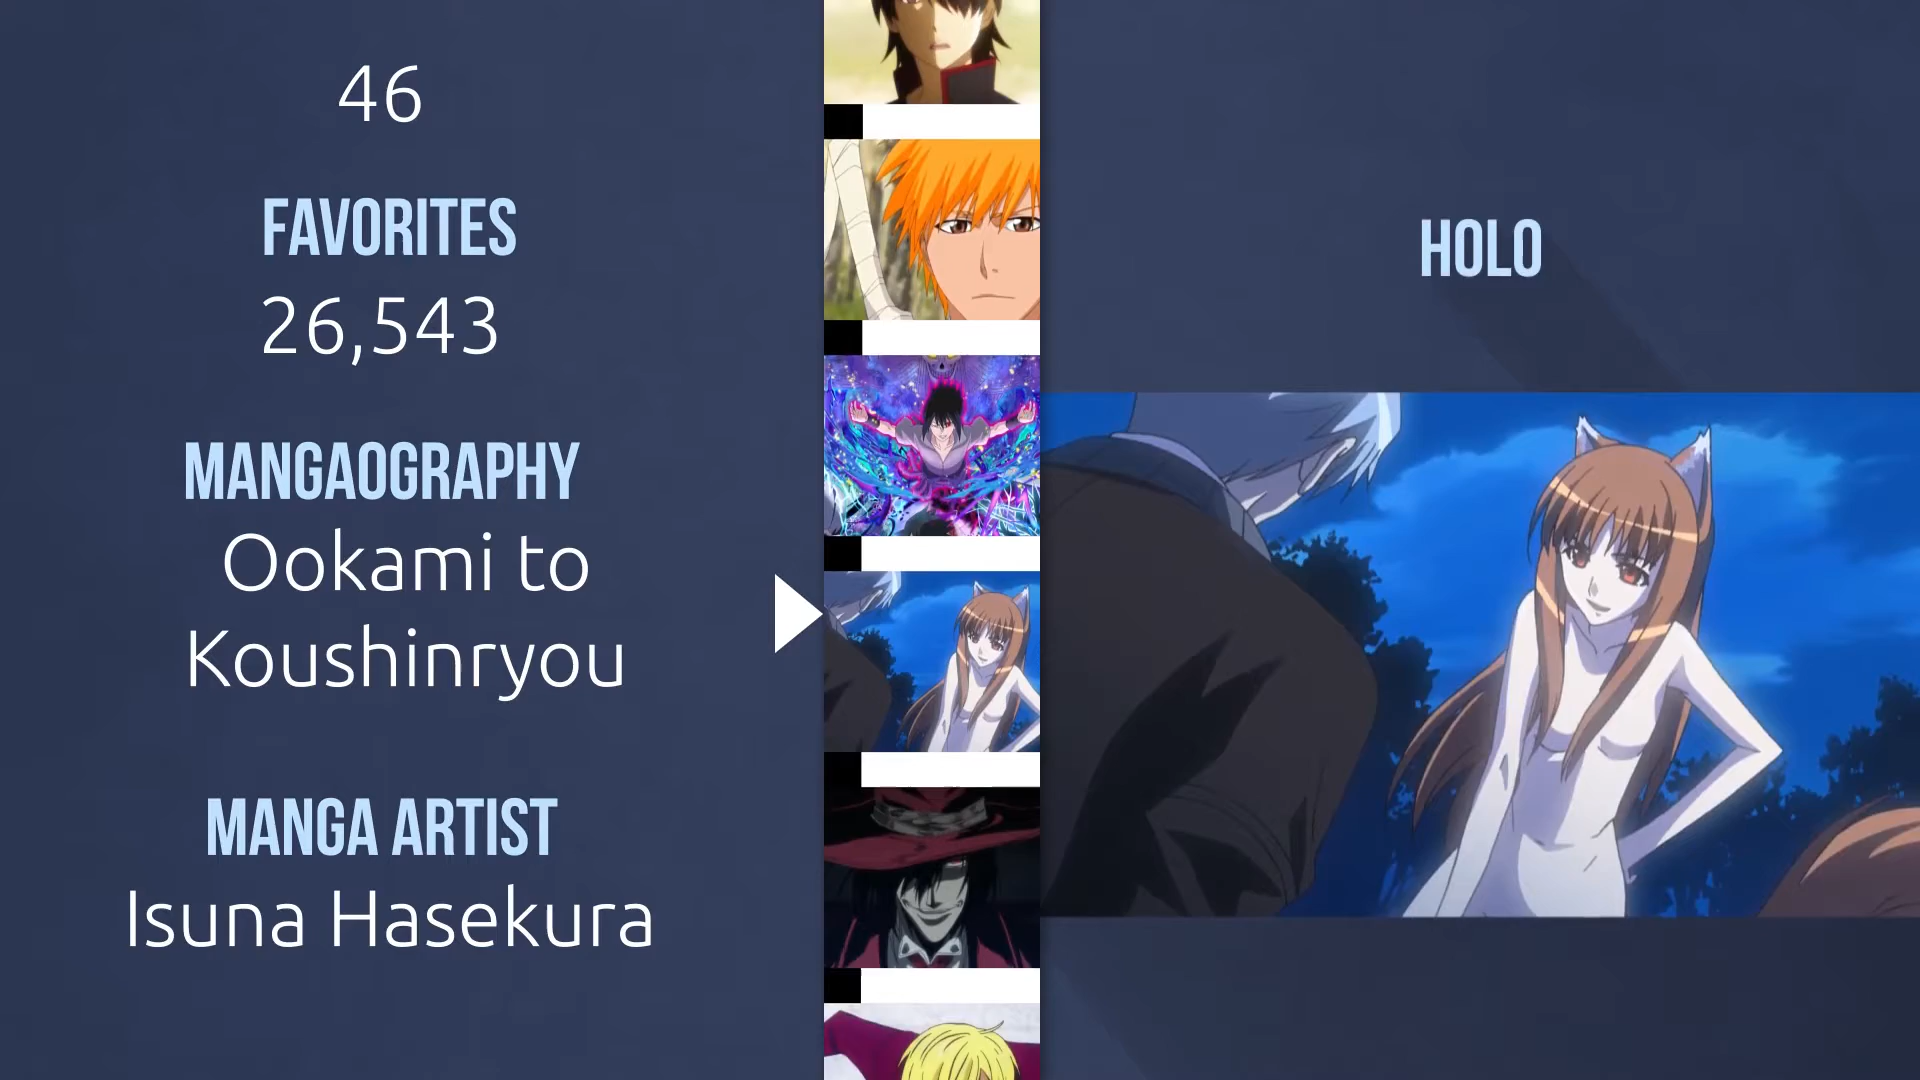 46
FAVORITES
26,543
MANGAOGRAPHY
Ookami to
Koushinryou
MANGA ARTIST
Isuna Hasekura
HOLO